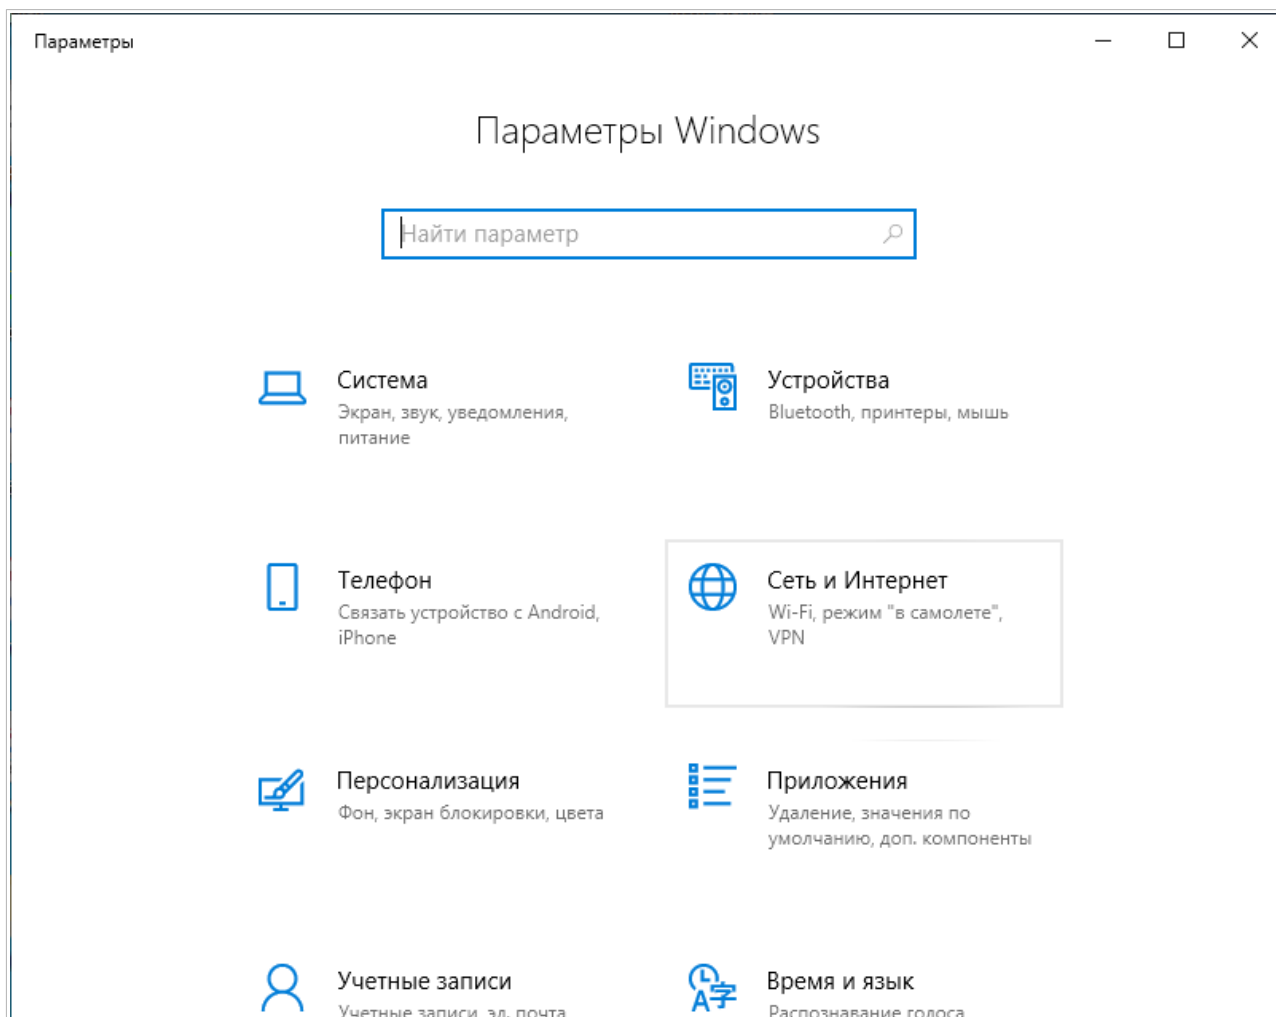 Параметры
Параметры Windows
Найти параметр
Система
Экран, звук, уведомления,
питание
Устройства
Bluetooth, принтеры, мышь
Телефон
Связать устройство с Android,
iPhone
Сеть и Интернет
Wi-Fi, режим "в самолете",
VPN
Персонализация
Фон, экран блокировки, цвета
Приложения
Удаление, значения по
умолчанию, доп. компоненты
Учетные записи
Учетные записи, эл. почта
Время и язык
Распознавание голоса